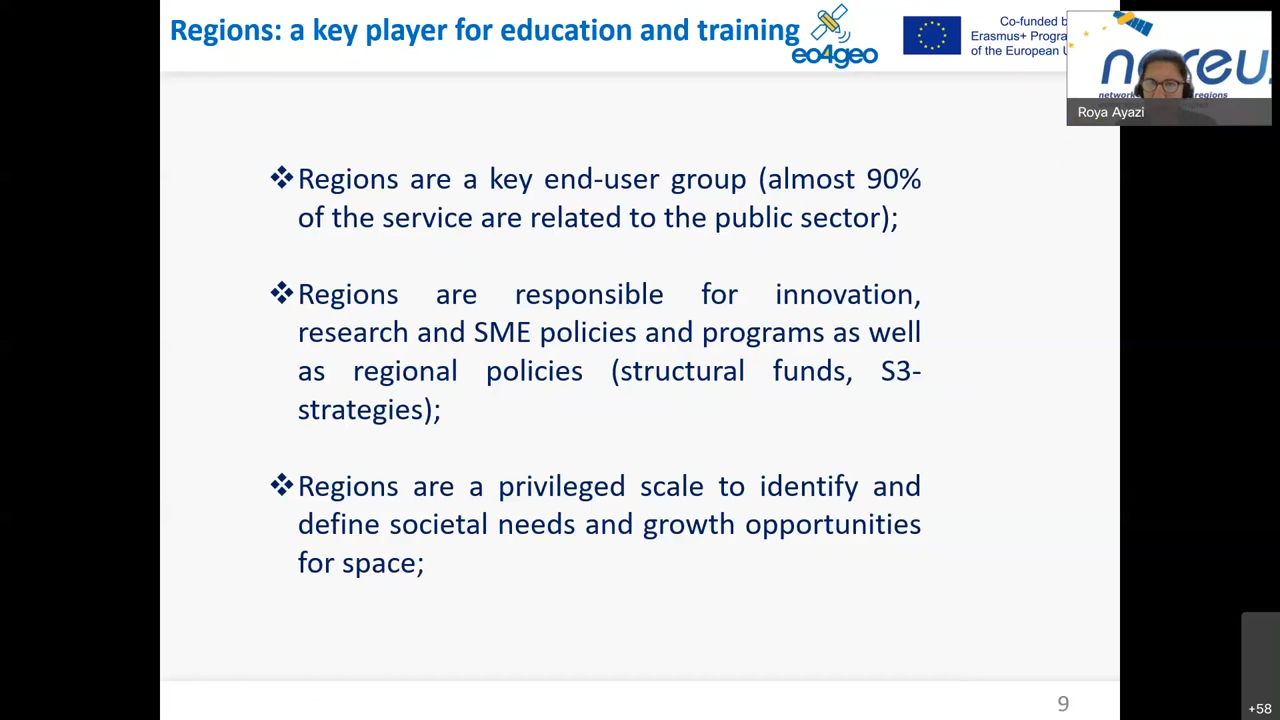 Regions: a key player for education and training
eo4geo
Co-funded b
Erasmus+ Progra
of the European U
Roya Ayazi
❖Regions are a key end-user group (almost 90%
of the service are related to the public sector);
❖Regions are responsible for innovation,
research and SME policies and programs as well
as regional policies (structural funds, S3-
strategies);
❖Regions are a privileged scale to identify and
define societal needs and growth opportunities
for space;
9
+58